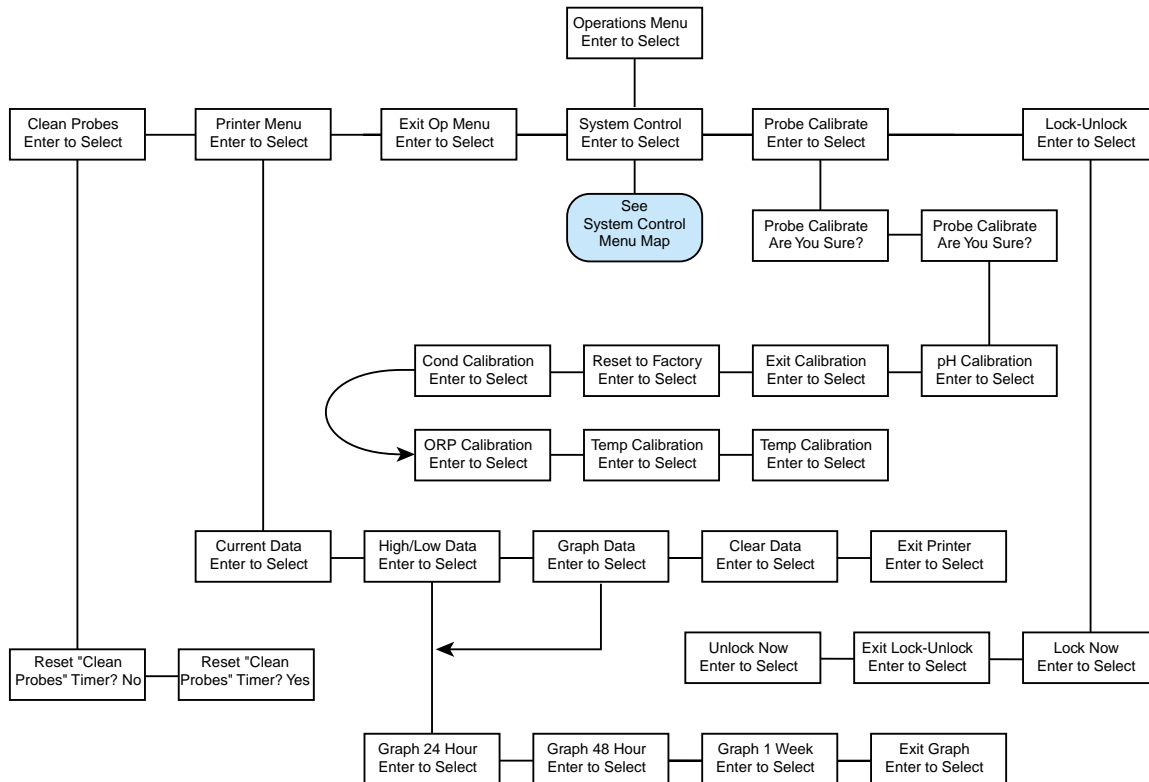 Operations Menu
Enter to Select
Clean Probes
Enter to Select
Printer Menu
Enter to Select
Exit Op Menu
Enter to Select
System Control
Enter to Select
Probe Calibrate
Enter to Select
Lock-Unlock
Enter to Select
See
System Control
Menu Map
Probe Calibrate
Are You Sure?
Probe Calibrate
Are You Sure?
Cond Calibration
Enter to Select
Reset to Factory
Enter to Select
Exit Calibration
Enter to Select
pH Calibration
Enter to Select
ORP Calibration
Enter to Select
Temp Calibration
Enter to Select
Temp Calibration
Enter to Select
Current Data
Enter to Select
High/Low Data
Enter to Select
Graph Data
Enter to Select
Clear Data
Enter to Select
Exit Printer
Enter to Select
Reset "Clean
Probes" Timer? No
Reset "Clean
Probes" Timer? Yes
Unlock Now
Enter to Select
Exit Lock-Unlock
Enter to Select
Lock Now
Enter to Select
Graph 24 Hour
Enter to Select
Graph 48 Hour
Enter to Select
Graph 1 Week
Enter to Select
Exit Graph
Enter to Select